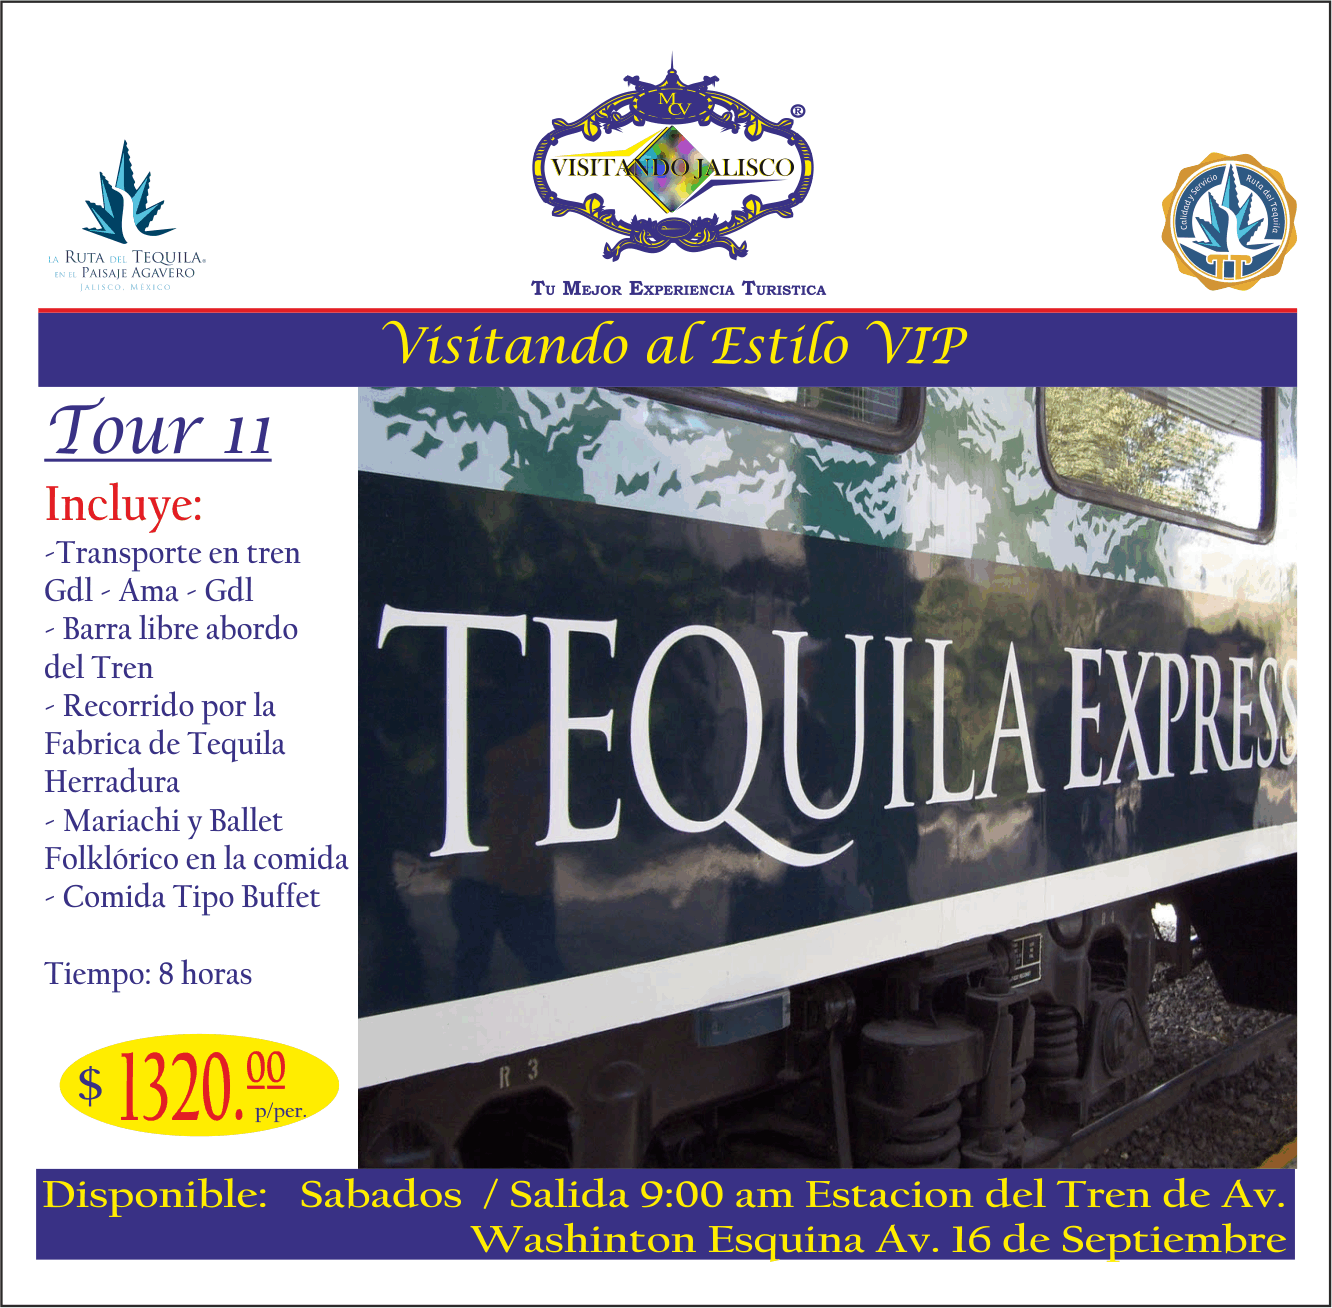 MCV
®
VISITANDO JALISCO
TU MEJOR EXPERIENCIA TURISTICA
LA RUTA DEL TEQUILA®
EN EL PAISAJE AGAVERO
JALISCO, MÉXICO
Calidad y Servicio Ruta del Tequila
TT
Visitando al Estilo VIP
Tour 11
Incluye:
-Transporte en tren
Gdl - Ama - Gdl
- Barra libre abordo
del Tren
- Recorrido por la
Fabrica de Tequila
Herradura
- Mariachi y Ballet
Folklórico en la comida
- Comida Tipo Buffet
Tiempo: 8 horas
$ 1320.00
p/per.
TEQUILA EXPRESS
R 3
Disponible: Sabados / Salida 9:00 am Estacion del Tren de Av.
Washinton Esquina Av. 16 de Septiembre